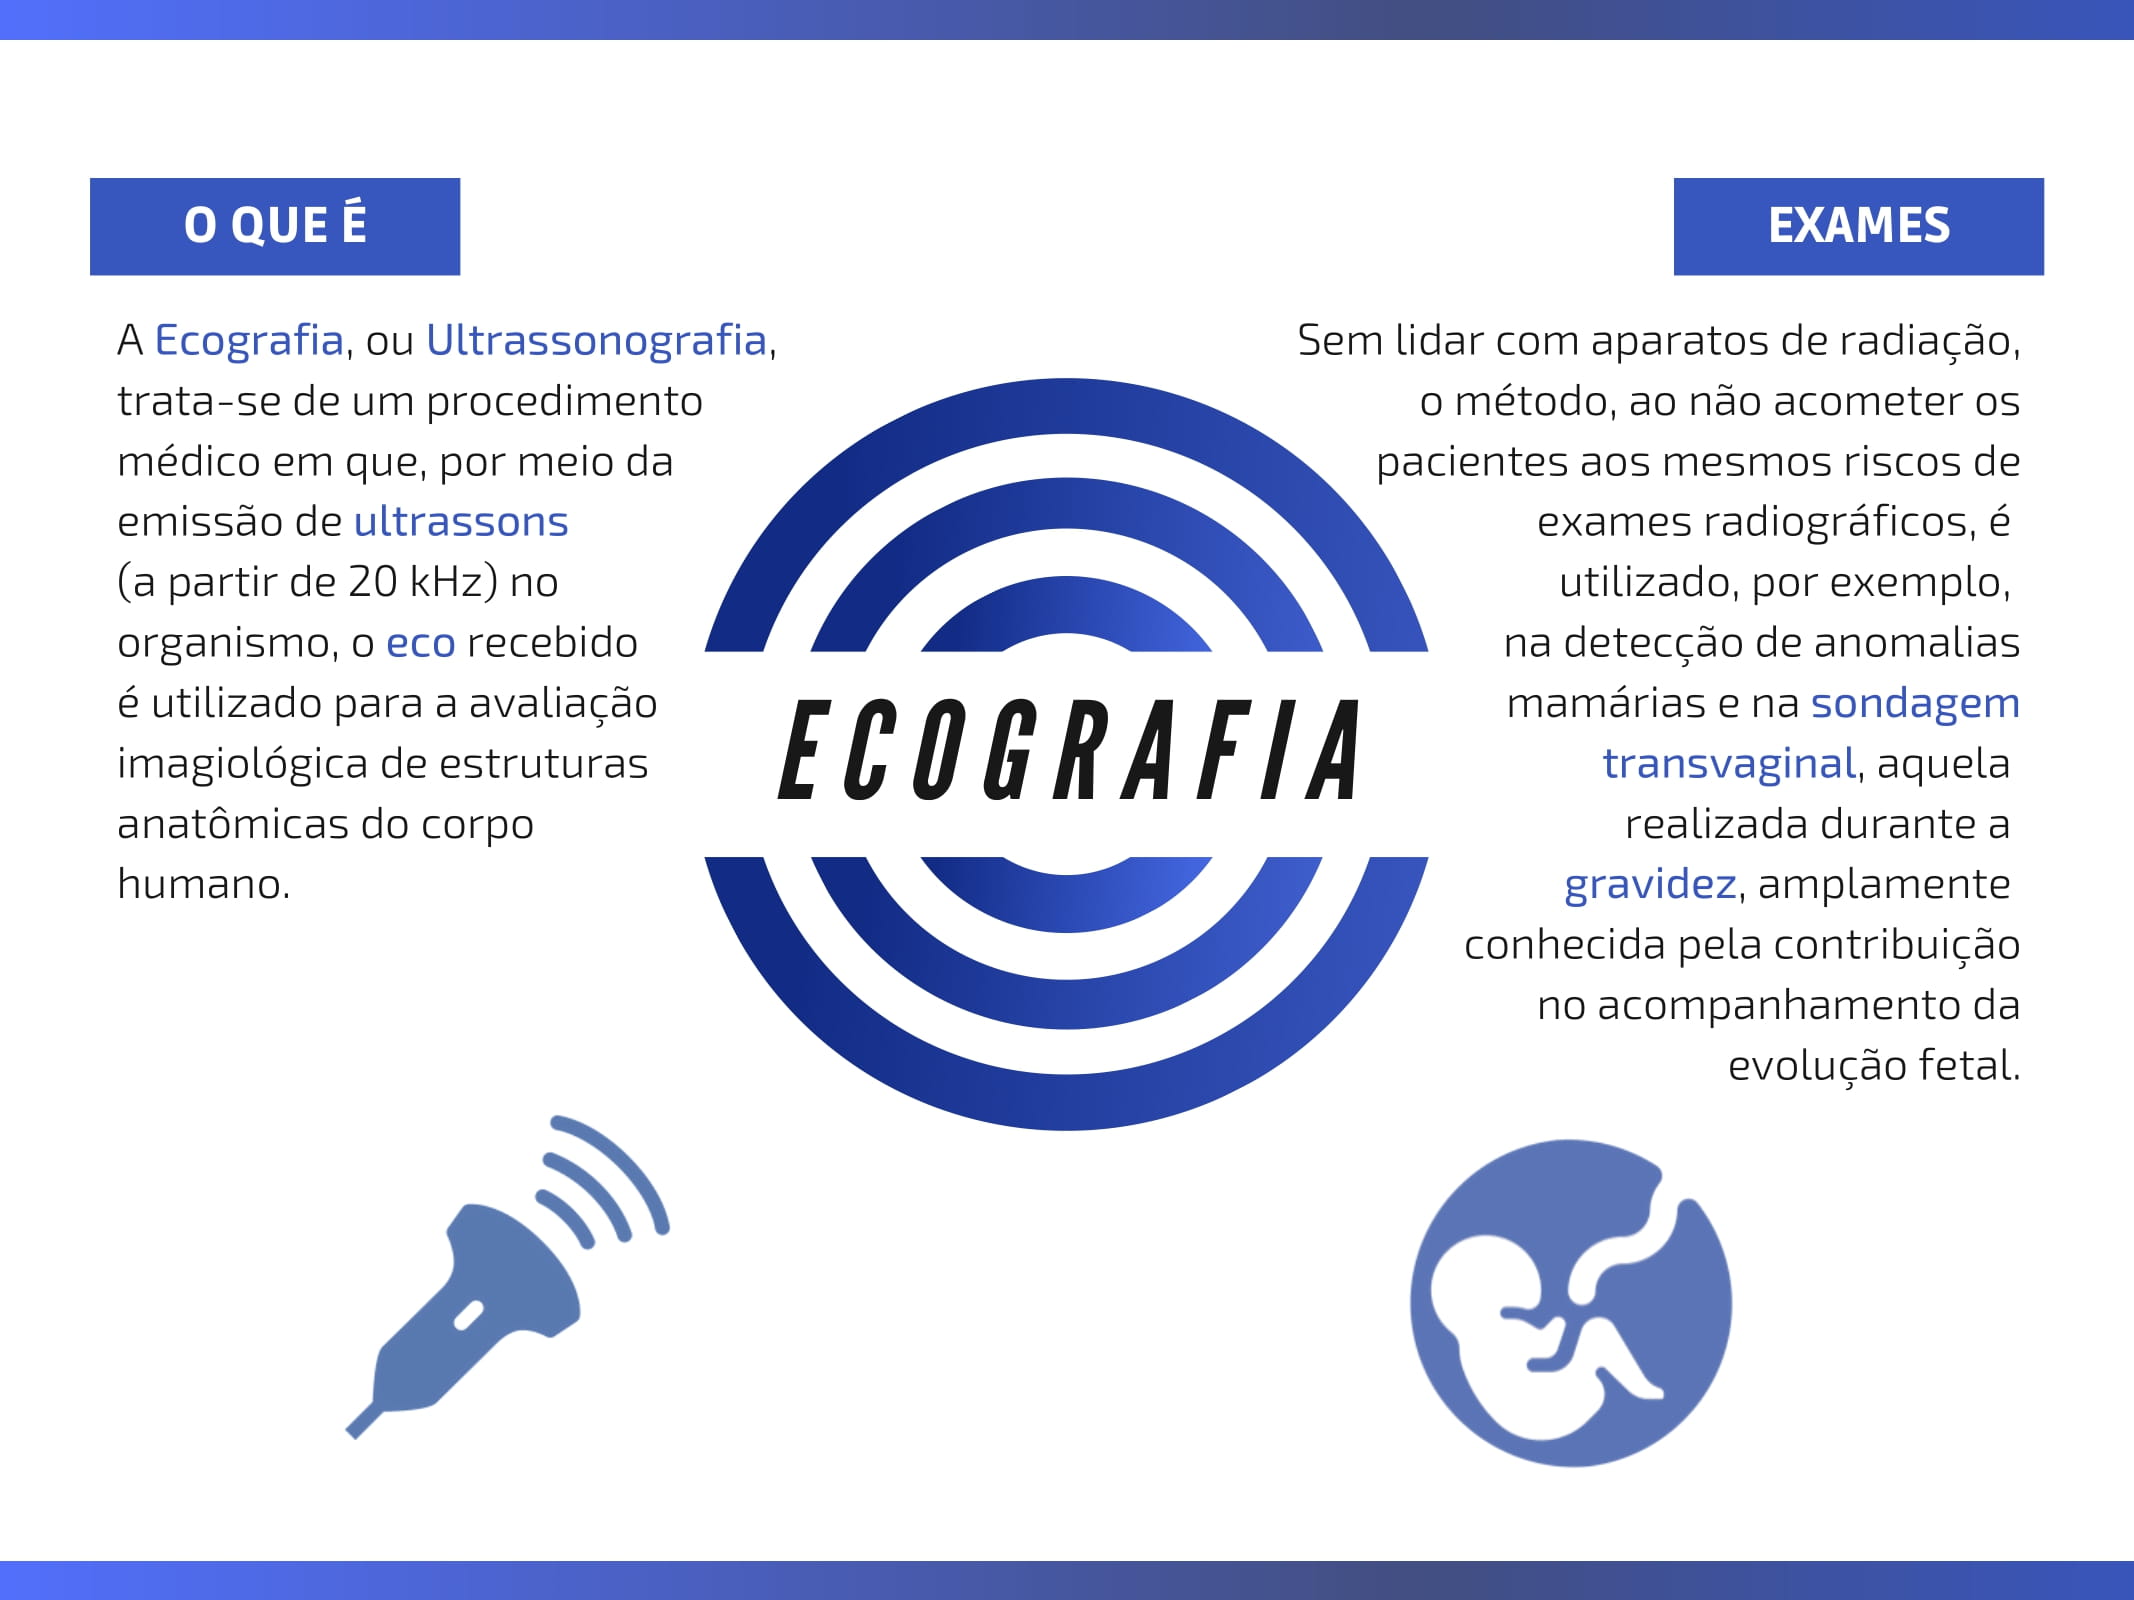 O QUE É
A Ecografia, ou Ultrassonografia,
trata-se de um procedimento
médico em que, por meio da
emissão de ultrassons
(a partir de 20 kHz) no
organismo, o eco recebido
é utilizado para a avaliação
imagiológica de estruturas
anatômicas do corpo
humano.
ECOGRAFIA
EXAMES
Sem lidar com aparatos de radiação,
o método, ao não acometer os
pacientes aos mesmos riscos de
exames radiográficos, é
utilizado, por exemplo,
na detecção de anomalias
mamárias e na sondagem
transvaginal, aquela
realizada durante a
gravidez, amplamente
conhecida pela contribuição
no acompanhamento da
evolução fetal.